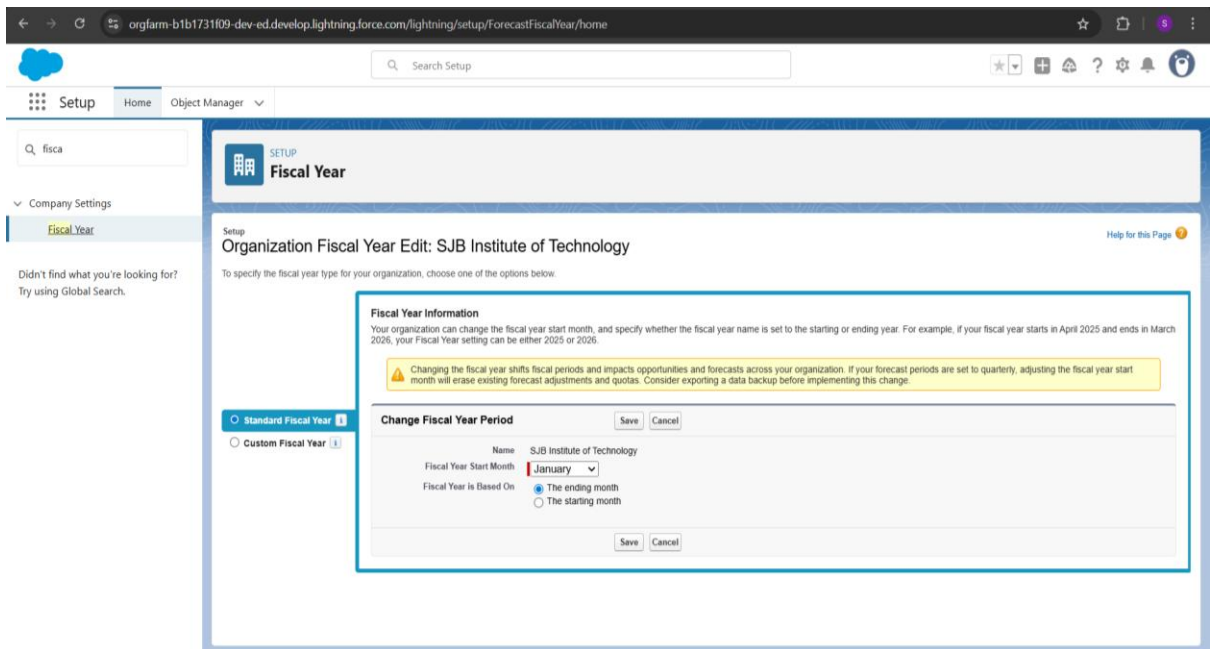 orgfarm-b1b1731f09-dev-ed.develop.lightning.force.com/lightning/setup/ForecastFiscalYear/home
S
Search Setup
Setup
Home
Object Manager
fisca
Company Settings
Fiscal Year
Didn't find what you're looking for?
Try using Global Search.
SETUP
Fiscal Year
Setup
Organization Fiscal Year Edit: SJB Institute of Technology
Help for this Page ?
To specify the fiscal year type for your organization, choose one of the options below.
Standard Fiscal Year i
Custom Fiscal Year i
Fiscal Year Information
Your organization can change the fiscal year start month, and specify whether the fiscal year name is set to the starting or ending year. For example, if your fiscal year starts in April 2025 and ends in March
2026, your Fiscal Year setting can be either 2025 or 2026.
Changing the fiscal year shifts fiscal periods and impacts opportunities and forecasts across your organization. If your forecast periods are set to quarterly, adjusting the fiscal year start
month will erase existing forecast adjustments and quotas. Consider exporting a data backup before implementing this change.
Change Fiscal Year Period
Save Cancel
Name SJB Institute of Technology
Fiscal Year Start Month January
Fiscal Year is Based On The ending month
The starting month
Save Cancel